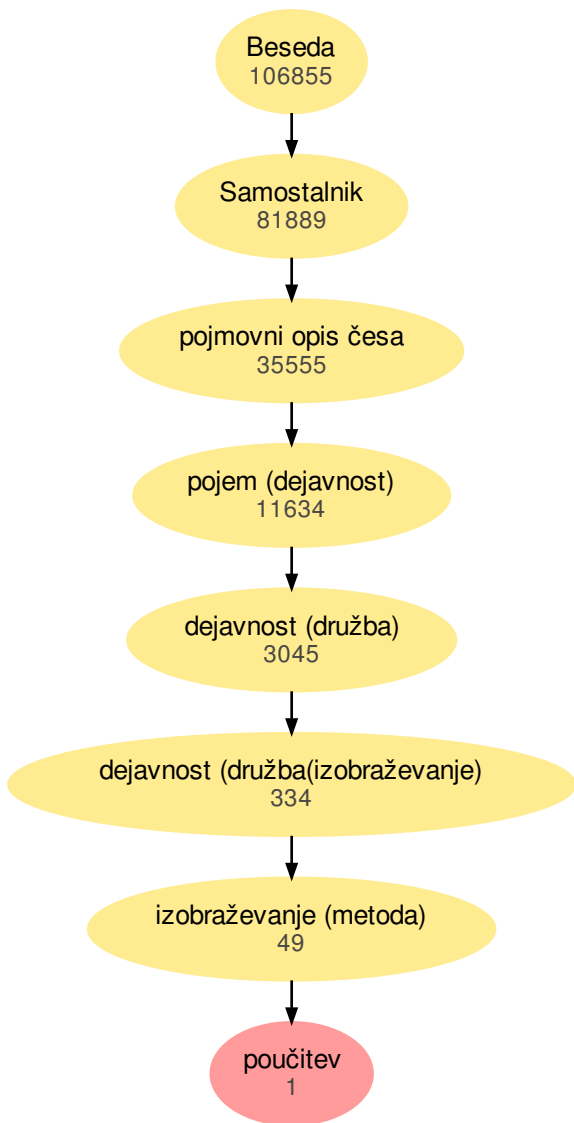 Beseda
106855
Samostalnik
81889
pojmovni opis česa
35555
pojem (dejavnost)
11634
dejavnost (družba)
3045
dejavnost (družba(izobraževanje)
334
izobraževanje (metoda)
49
poučitev
1